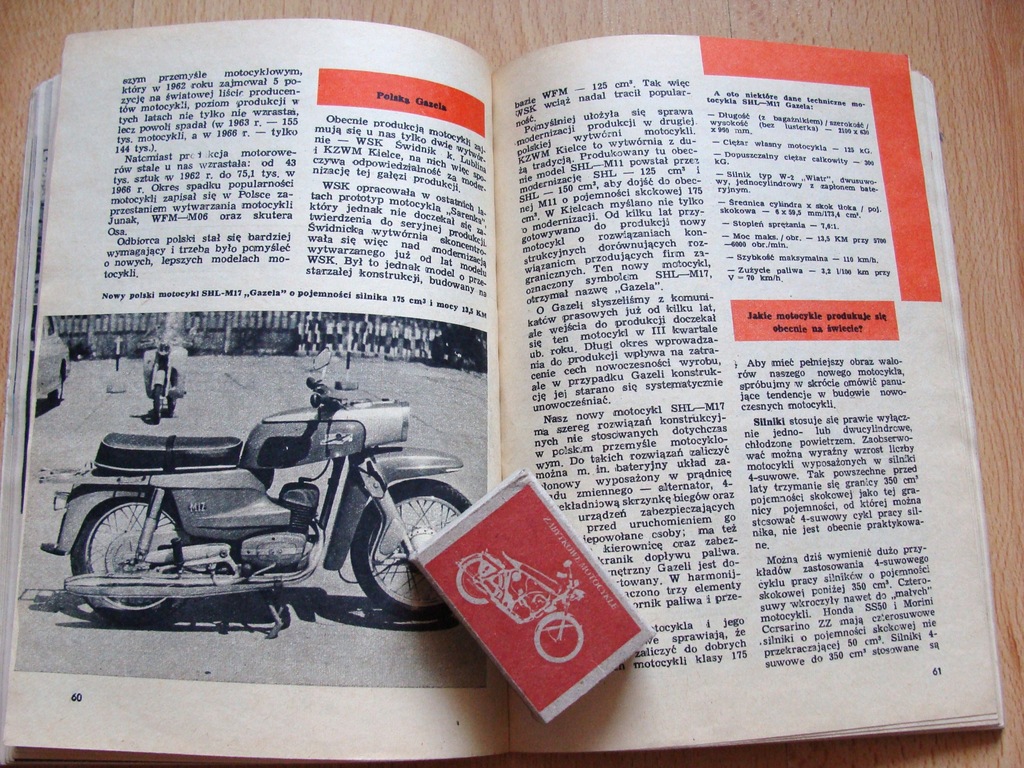 szym przemyśle motocyklowym,
który w 1962 roku zajmował 5 po-
zycję na światowej liście producen-
tów motocykli, poziom produkcji w
tych latach nie tylko nie wzrastał,
lecz powoli spadał (w 1963 r. — 155
tys. motocykli, a w 1966 r. — tylko
144 tys.).
Natomiast produkcja motorowe-
rów stale u nas wzrastała: od 43
tys. sztuk w 1962 r. do 75,1 tys. w
1966 r. Okres spadku popularności
motocykli zapisał się w Polsce za-
przestaniem wytwarzania motocykli
Junak, WFM—M06 oraz skutera
Osa.
Odbiorca polski stał się bardziej
wymagający i trzeba było pomyśleć
o nowych, lepszych modelach mo-
tocykli.
Polska Gazela
Obecnie produkcją motocykli zaj-
mują się u nas tylko dwie wytwór-
nie — WSK Świdnik k. Lublina
i KZWM Kielce, na nich więc spo-
czywa odpowiedzialność za moder-
nizację tej gałęzi produkcji.
WSK opracowała w ostatnich la-
tach prototyp motocykla „Sarenka",
który jednak nie doczekał się za-
twierdzenia do seryjnej produkcji.
Świdnicka wytwórnia skoncentro-
wała się więc nad modernizacją
wytwarzanego już od lat modelu
WSK. Był to jednak model o prze-
starzałej konstrukcji, budowany na
Nowy polski motocykl SHL-M17 „Gazela" o pojemności silnika 175 cm³ i mocy 13,5 KM
M17
60
bazie WFM — 125 cm³. Tak więc
WSK wciąż nadal tracił popular-
ność.
Pomyślniej ułożyła się sprawa
modernizacji produkcji w drugiej
polskiej wytwórni motocykli.
KZWM Kielce to wytwórnia z du-
żą tradycją. Produkowany tu obec-
nie model SHL—M11 powstał przez
modernizację SHL — 125 cm³ i
SHL — 150 cm³, aby dojść do obec-
nej M11 o pojemności skokowej 175
cm³. W Kielcach myślano nie tylko
o modernizacji. Od kilku lat przy-
gotowywano do produkcji nowy
motocykl o rozwiązaniach kon-
strukcyjnych dorównujących roz-
wiązaniom przodujących firm za-
granicznych. Ten nowy motocykl,
oznaczony symbolem SHL—M17,
otrzymał nazwę „Gazela".
O Gazeli słyszeliśmy z komuni-
katów prasowych już od kilku lat,
ale wejścia do produkcji doczekał
się ten motocykl w III kwartale
ub. roku. Długi okres wprowadza-
nia do produkcji wpływa na zatra-
cenie cech nowoczesności wyrobu,
ale w przypadku Gazeli konstruk-
cję jej starano się systematycznie
unowocześniać.
Nasz nowy motocykl SHL—M17
ma szereg rozwiązań konstrukcyj-
nych nie stosowanych dotychczas
w polskim przemyśle motocyklo-
wym. Do takich rozwiązań zaliczyć
można m. in. bateryjny układ za-
płonowy wyposażony w prądnicę
prądu zmiennego — alternator, 4-
urządzeń zabezpieczających
przed uruchomieniem go
niepowołane osoby; ma też
kierownicę oraz zabez-
kranik dopływu paliwa.
Gazeli jest do-
W harmonij-
trzy elementy
paliwa i prze-
i jego
sprawiają, że
zaliczyć do dobrych
motocykli klasy 175
Z WIZYTKOWEJ MOTOCYKLI
A oto niektóre dane techniczne mo-
tocykla SHL—M17 Gazela:
— Długość (z bagażnikiem) / szerokość /
wysokość (bez lusterka) — 2100 x 630
x 990 mm.
— Ciężar własny motocykla — 125 kG.
— Dopuszczalny ciężar całkowity — 300
kG.
— Silnik typ W-2 „Wiatr", dwusuwo-
wy, jednocylindrowy z zapłonem bate-
ryjnym.
— Średnica cylindra x skok tłoka / poj.
skokowa — 6 x 59,5 mm/173,4 cm³.
— Stopień sprężania — 7,6:1.
— Moc maks. / obr. — 13,5 KM przy 5700
—6000 obr./min.
— Szybkość maksymalna — 110 km/h.
— Zużycie paliwa — 3,2 l/100 km przy
V = 70 km/h.
Jakie motocykle produkuje się
obecnie na świecie?
Aby mieć pełniejszy obraz walo-
rów naszego nowego motocykla,
spróbujmy w skrócie omówić panu-
jące tendencje w budowie nowo-
czesnych motocykli.
Silniki stosuje się prawie wyłącz-
nie jedno- lub dwucylindrowe,
chłodzone powietrzem. Zaobserwo-
wać można wyraźny wzrost liczby
motocykli wyposażonych w silniki
4-suwowe. Tak powszechne przed
laty trzymanie się granicy 350 cm³
pojemności skokowej jako tej gra-
nicy pojemności, od której można
stosować 4-suwowy cykl pracy sil-
nika, nie jest obecnie praktykowa-
ne.
Można dziś wymienić dużo przy-
kładów zastosowania 4-suwowego
cyklu pracy silników o pojemności
skokowej poniżej 350 cm³. Cztero-
suwy wkroczyły nawet do „małych"
motocykli. Honda SS50 i Morini
Corsarino ZZ mają czterosuwowe
silniki o pojemności skokowej nie
przekraczającej 50 cm³. Silniki 4-
suwowe do 350 cm³ stosowane są
61